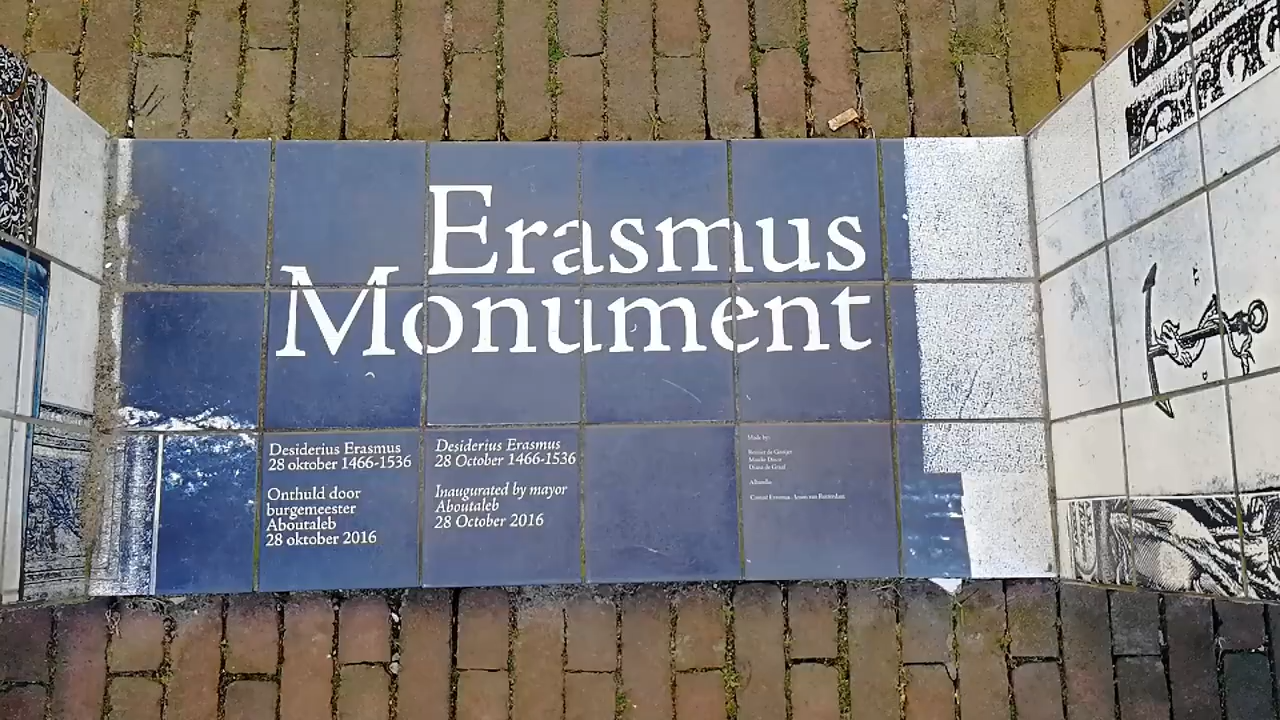 Erasmus
Monument
Desiderius Erasmus
28 oktober 1466-1536
Onthuld door
burgemeester
Aboutaleb
28 oktober 2016
Desiderius Erasmus
28 October 1466-1536
Inaugurated by mayor
Aboutaleb
28 October 2016
Made by: